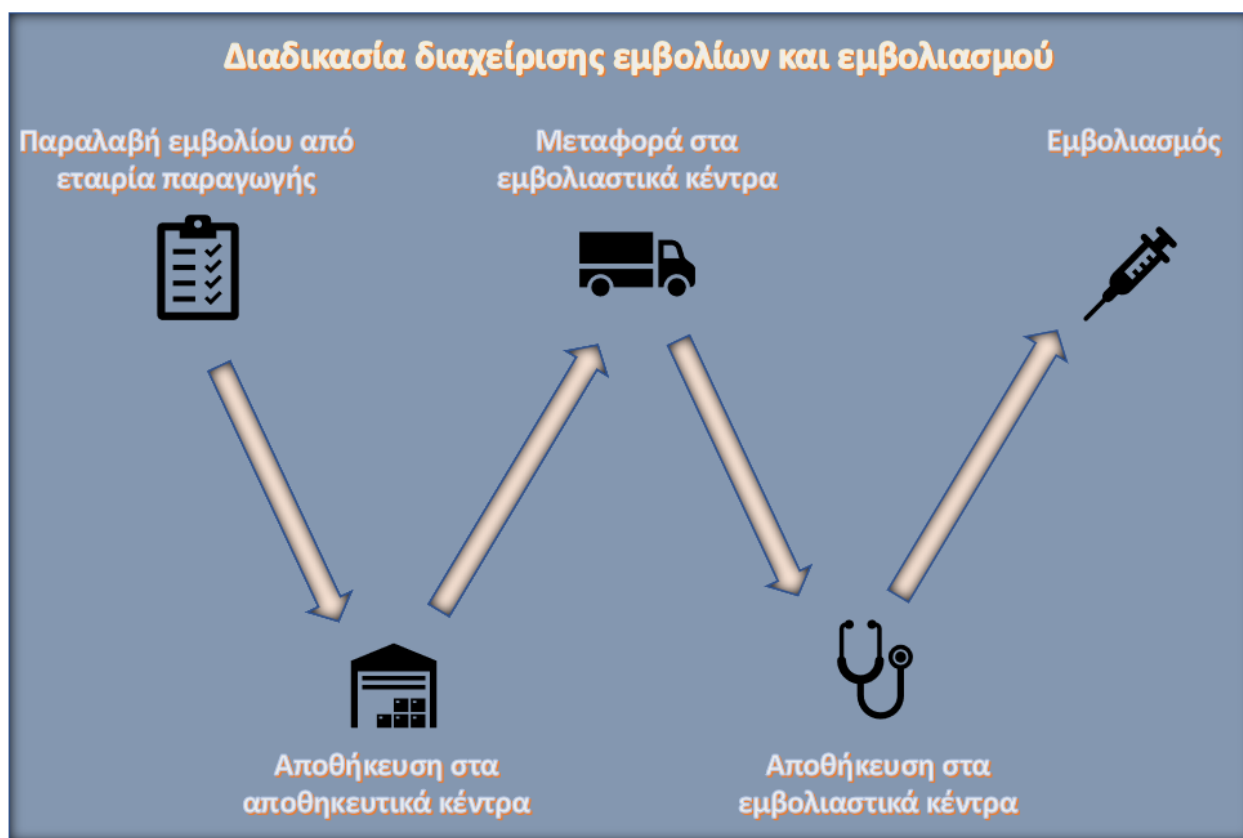 Διαδικασία διαχείρισης εμβολίων και εμβολιασμού
Παραλαβή εμβολίου από
εταιρία παραγωγής
Μεταφορά στα
εμβολιαστικά κέντρα
Εμβολιασμός
Αποθήκευση στα
αποθηκευτικά κέντρα
Αποθήκευση στα
εμβολιαστικά κέντρα